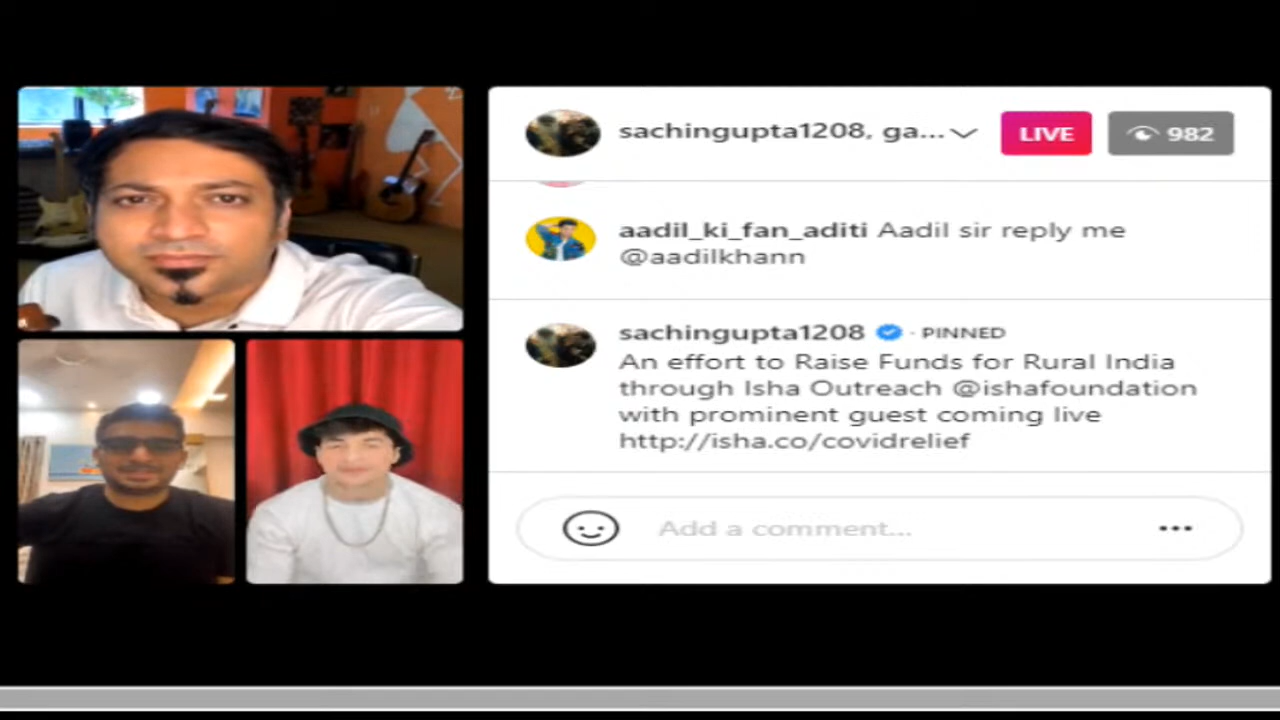 sachingupta1208, ga...
LIVE
982
aadil_ki_fan_aditi Aadil sir reply me
@aadilkhann
sachingupta1208 · PINNED
An effort to Raise Funds for Rural India
through Isha Outreach @ishafoundation
with prominent guest coming live
http://isha.co/covidrelief
Add a comment...